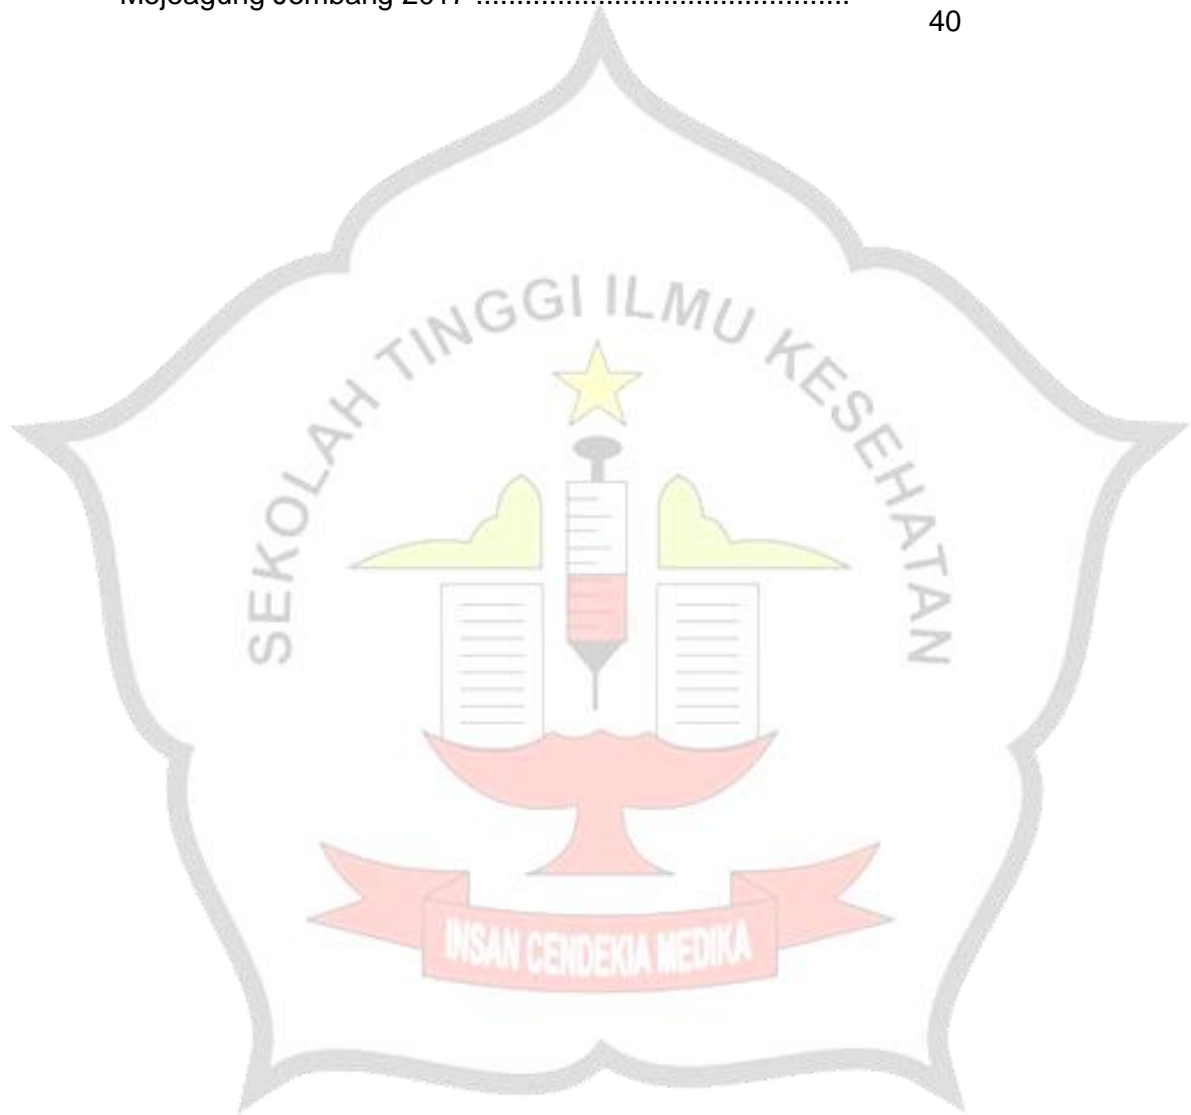 Mojoagung Jombang 2017 ..............................................
40
SEKOLAH TINGGI ILMU KESEHATAN
INSAN CENDEKIA MEDIKA